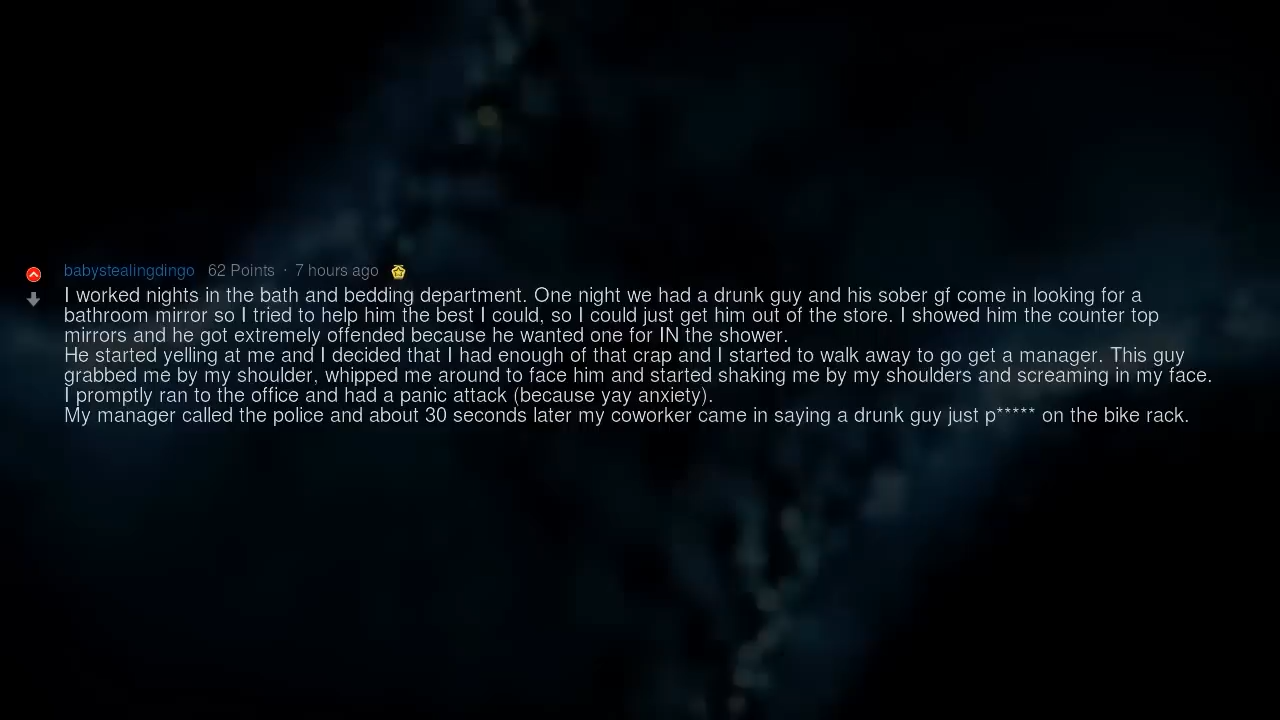 babystealingdingo 62 Points · 7 hours ago
I worked nights in the bath and bedding department. One night we had a drunk guy and his sober gf come in looking for a
bathroom mirror so I tried to help him the best I could, so I could just get him out of the store. I showed him the counter top
mirrors and he got extremely offended because he wanted one for IN the shower.
He started yelling at me and I decided that I had enough of that crap and I started to walk away to go get a manager. This guy
grabbed me by my shoulder, whipped me around to face him and started shaking me by my shoulders and screaming in my face.
I promptly ran to the office and had a panic attack (because yay anxiety).
My manager called the police and about 30 seconds later my coworker came in saying a drunk guy just p***** on the bike rack.